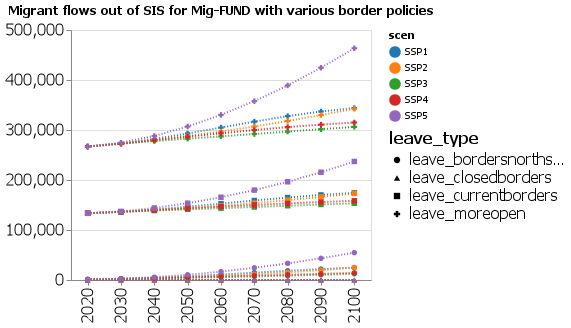 Migrant flows out of SIS for Mig-FUND with various border policies
500,000
400,000
300,000
200,000
100,000
0
2020
2030
2040
2050
2060
2070
2080
2090
2100
scen
SSP1
SSP2
SSP3
SSP4
SSP5
leave_type
leave_bordersnorths…
leave_closedborders
leave_currentborders
leave_moreopen